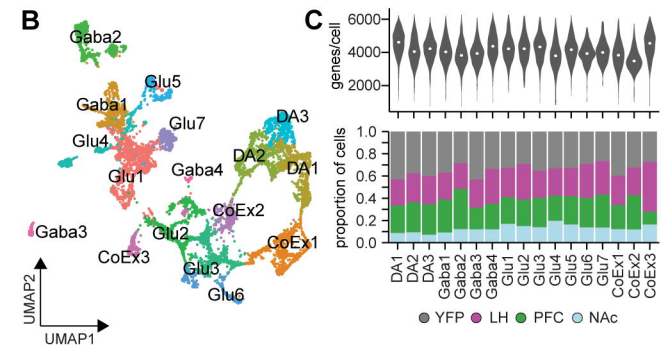 B
Gaba2
Gaba1
Glu5
Glu4
Glu7
Glu1
Gaba4
DA3
DA2
DA1
CoEx2
Gaba3
Glu2
CoEx3
Glu3
CoEx1
Glu6
UMAP2
UMAP1
C
genes/cell
6000
4000
2000
proportion of cells
1.0
0.8
0.6
0.4
0.2
0.0
DA1
DA2
DA3
Gaba1
Gaba2
Gaba3
Gaba4
Glu1
Glu2
Glu3
Glu4
Glu5
Glu6
Glu7
CoEx1
CoEx2
CoEx3
YFP LH PFC NAc